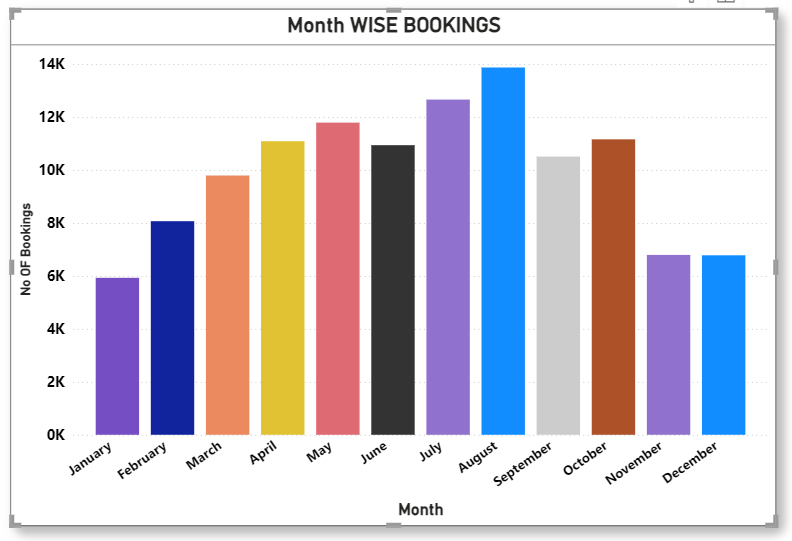 Month WISE BOOKINGS
14K
12K
10K
8K
6K
4K
2K
0K
No OF Bookings
January
February
March
April
May
June
July
August
September
October
November
December
Month